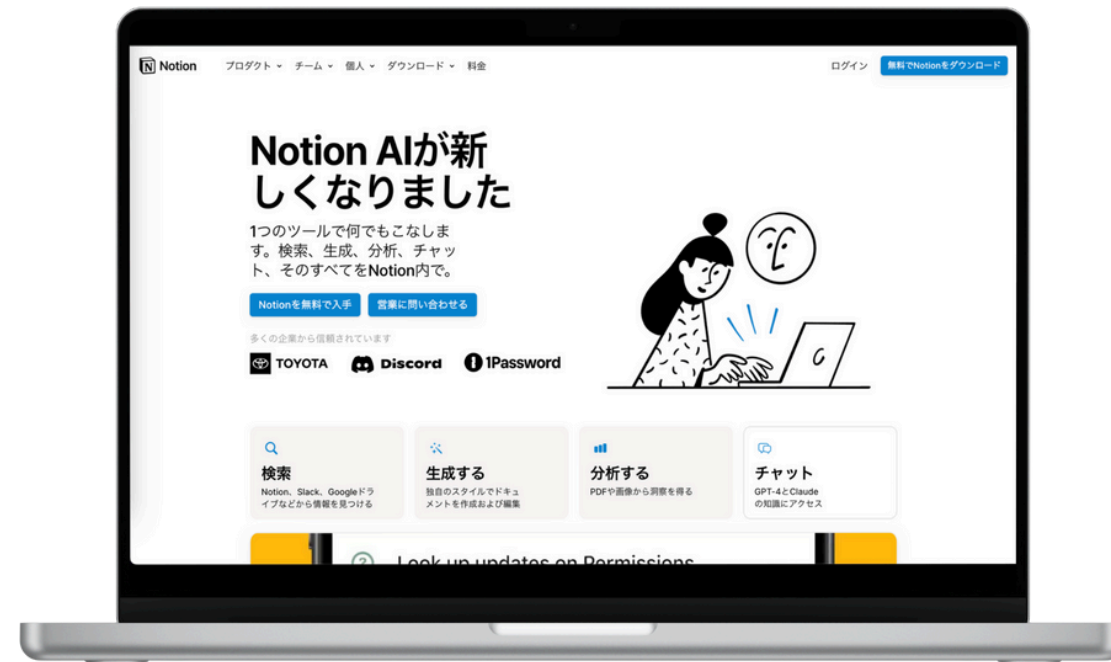 Notion
プロダクト チーム 個人 ダウンロード 料金
ログイン
無料でNotionをダウンロード
Notion AIが新
しくなりました
1つのツールで何でもこなしま
す。検索、生成、分析、チャッ
ト、そのすべてをNotion内で。
Notionを無料で入手
営業に問い合わせる
多くの企業から信頼されています
TOYOTA Discord 1Password
検索
Notion、Slack、Googleドラ
イブなどから情報を見つける
生成する
独自のスタイルでドキュ
メントを作成および編集
分析する
PDFや画像から洞察を得る
チャット
GPT-4とClaude
の知識にアクセス
Look up updates on Permissions